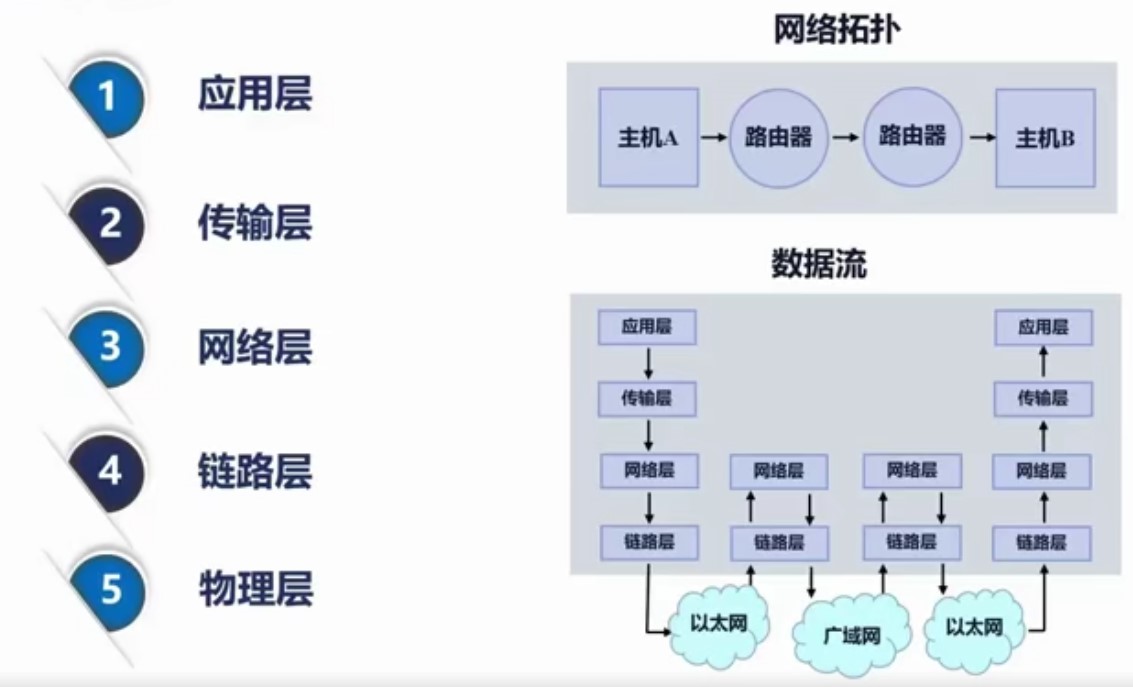 1 应用层
2 传输层
3 网络层
4 链路层
5 物理层
网络拓扑
主机A 路由器 路由器 主机B
数据流
应用层 应用层
传输层 传输层
网络层 网络层 网络层 网络层
链路层 链路层 链路层 链路层
以太网 广域网 以太网